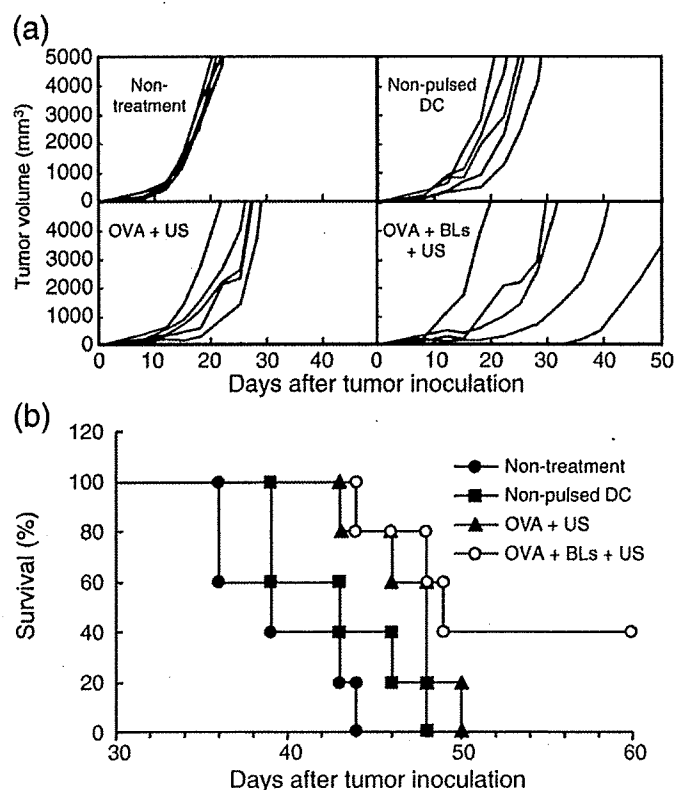 (a)
Tumor volume (mm³)
5000
4000
3000
2000
1000
0
4000
3000
2000
1000
0
Non-
treatment
Non-pulsed
DC
OVA + US
OVA + BLs
+ US
0 10 20 30 40 0 10 20 30 40 50
Days after tumor inoculation
(b)
Survival (%)
120
100
80
60
40
20
0
Non-treatment
Non-pulsed DC
OVA + US
OVA + BLs + US
30 40 50 60
Days after tumor inoculation